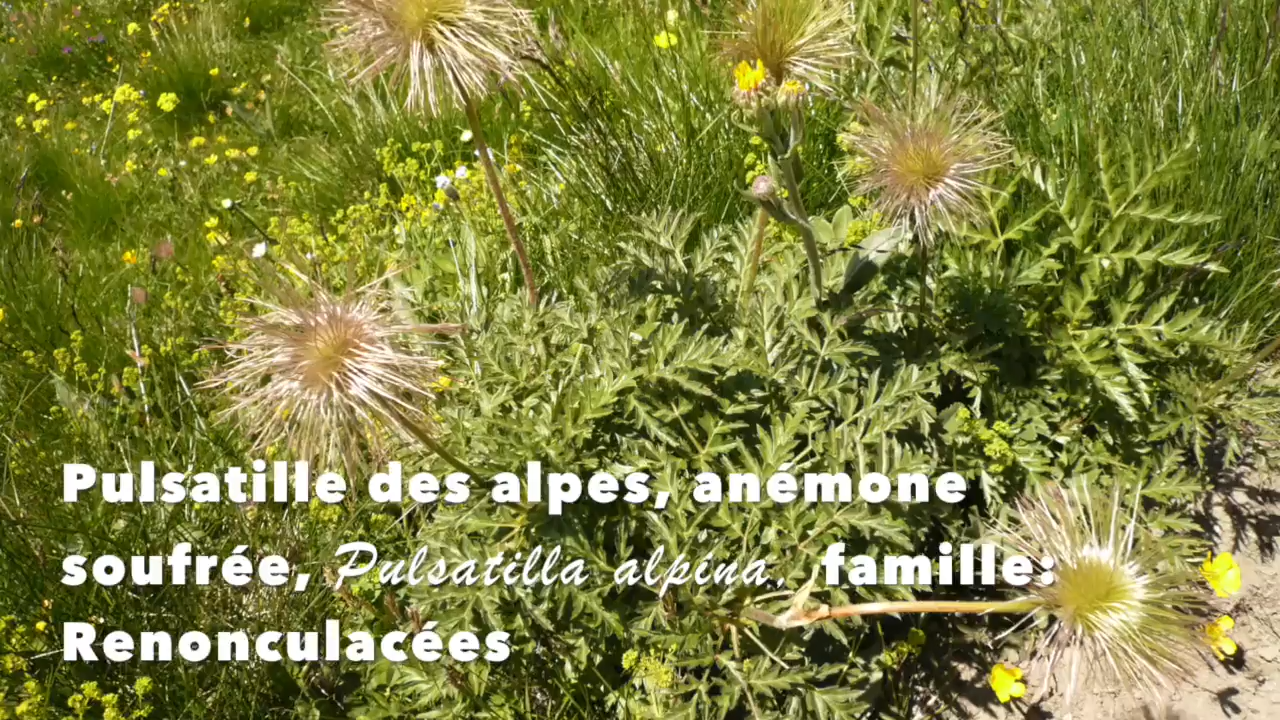 Pulsatille des alpes, anémone
soufrée, Pulsatilla alpina, famille:
Renonculacées